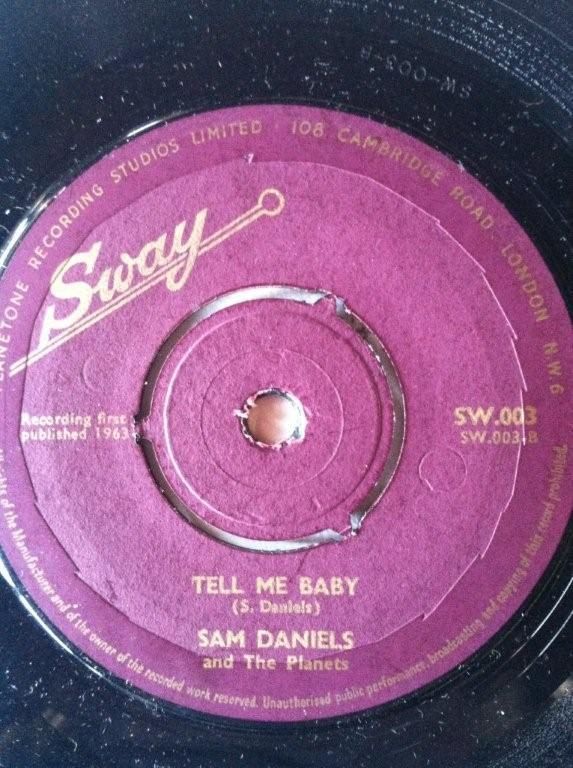 SW-003-B
PLANETONE RECORDING STUDIOS LIMITED 108 CAMBRIDGE ROAD - LONDON N W 6
Sway
Recording first
published 1963
SW.003
SW.003-B
TELL ME BABY
(S. Daniels)
SAM DANIELS
and The Planets
of the Manufacturer and of the owner of the recorded work reserved. Unauthorised public performance, broadcasting and copying of this record prohibited.